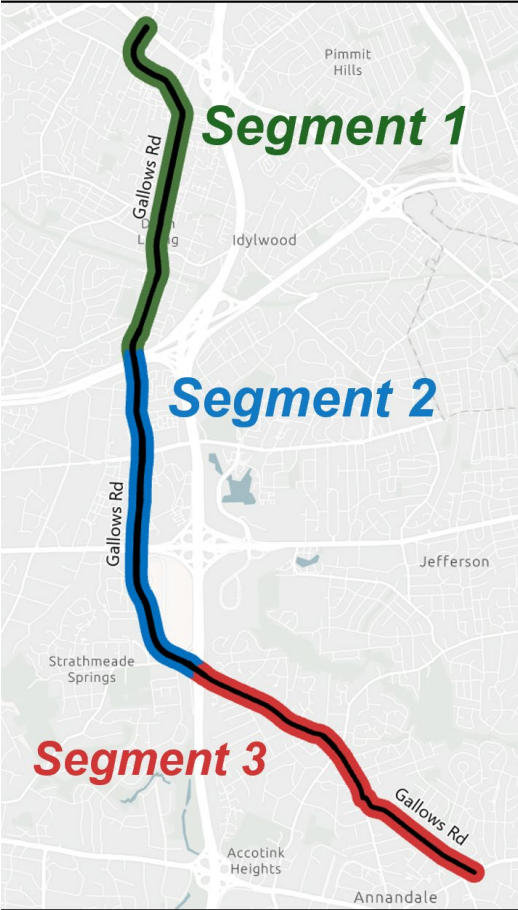 Pimmit
Hills
Segment 1
Gallows Rd
Idylwood
Segment 2
Gallows Rd
Jefferson
Strathmeade
Springs
Segment 3
Gallows Rd
Accotink
Heights
Annandale